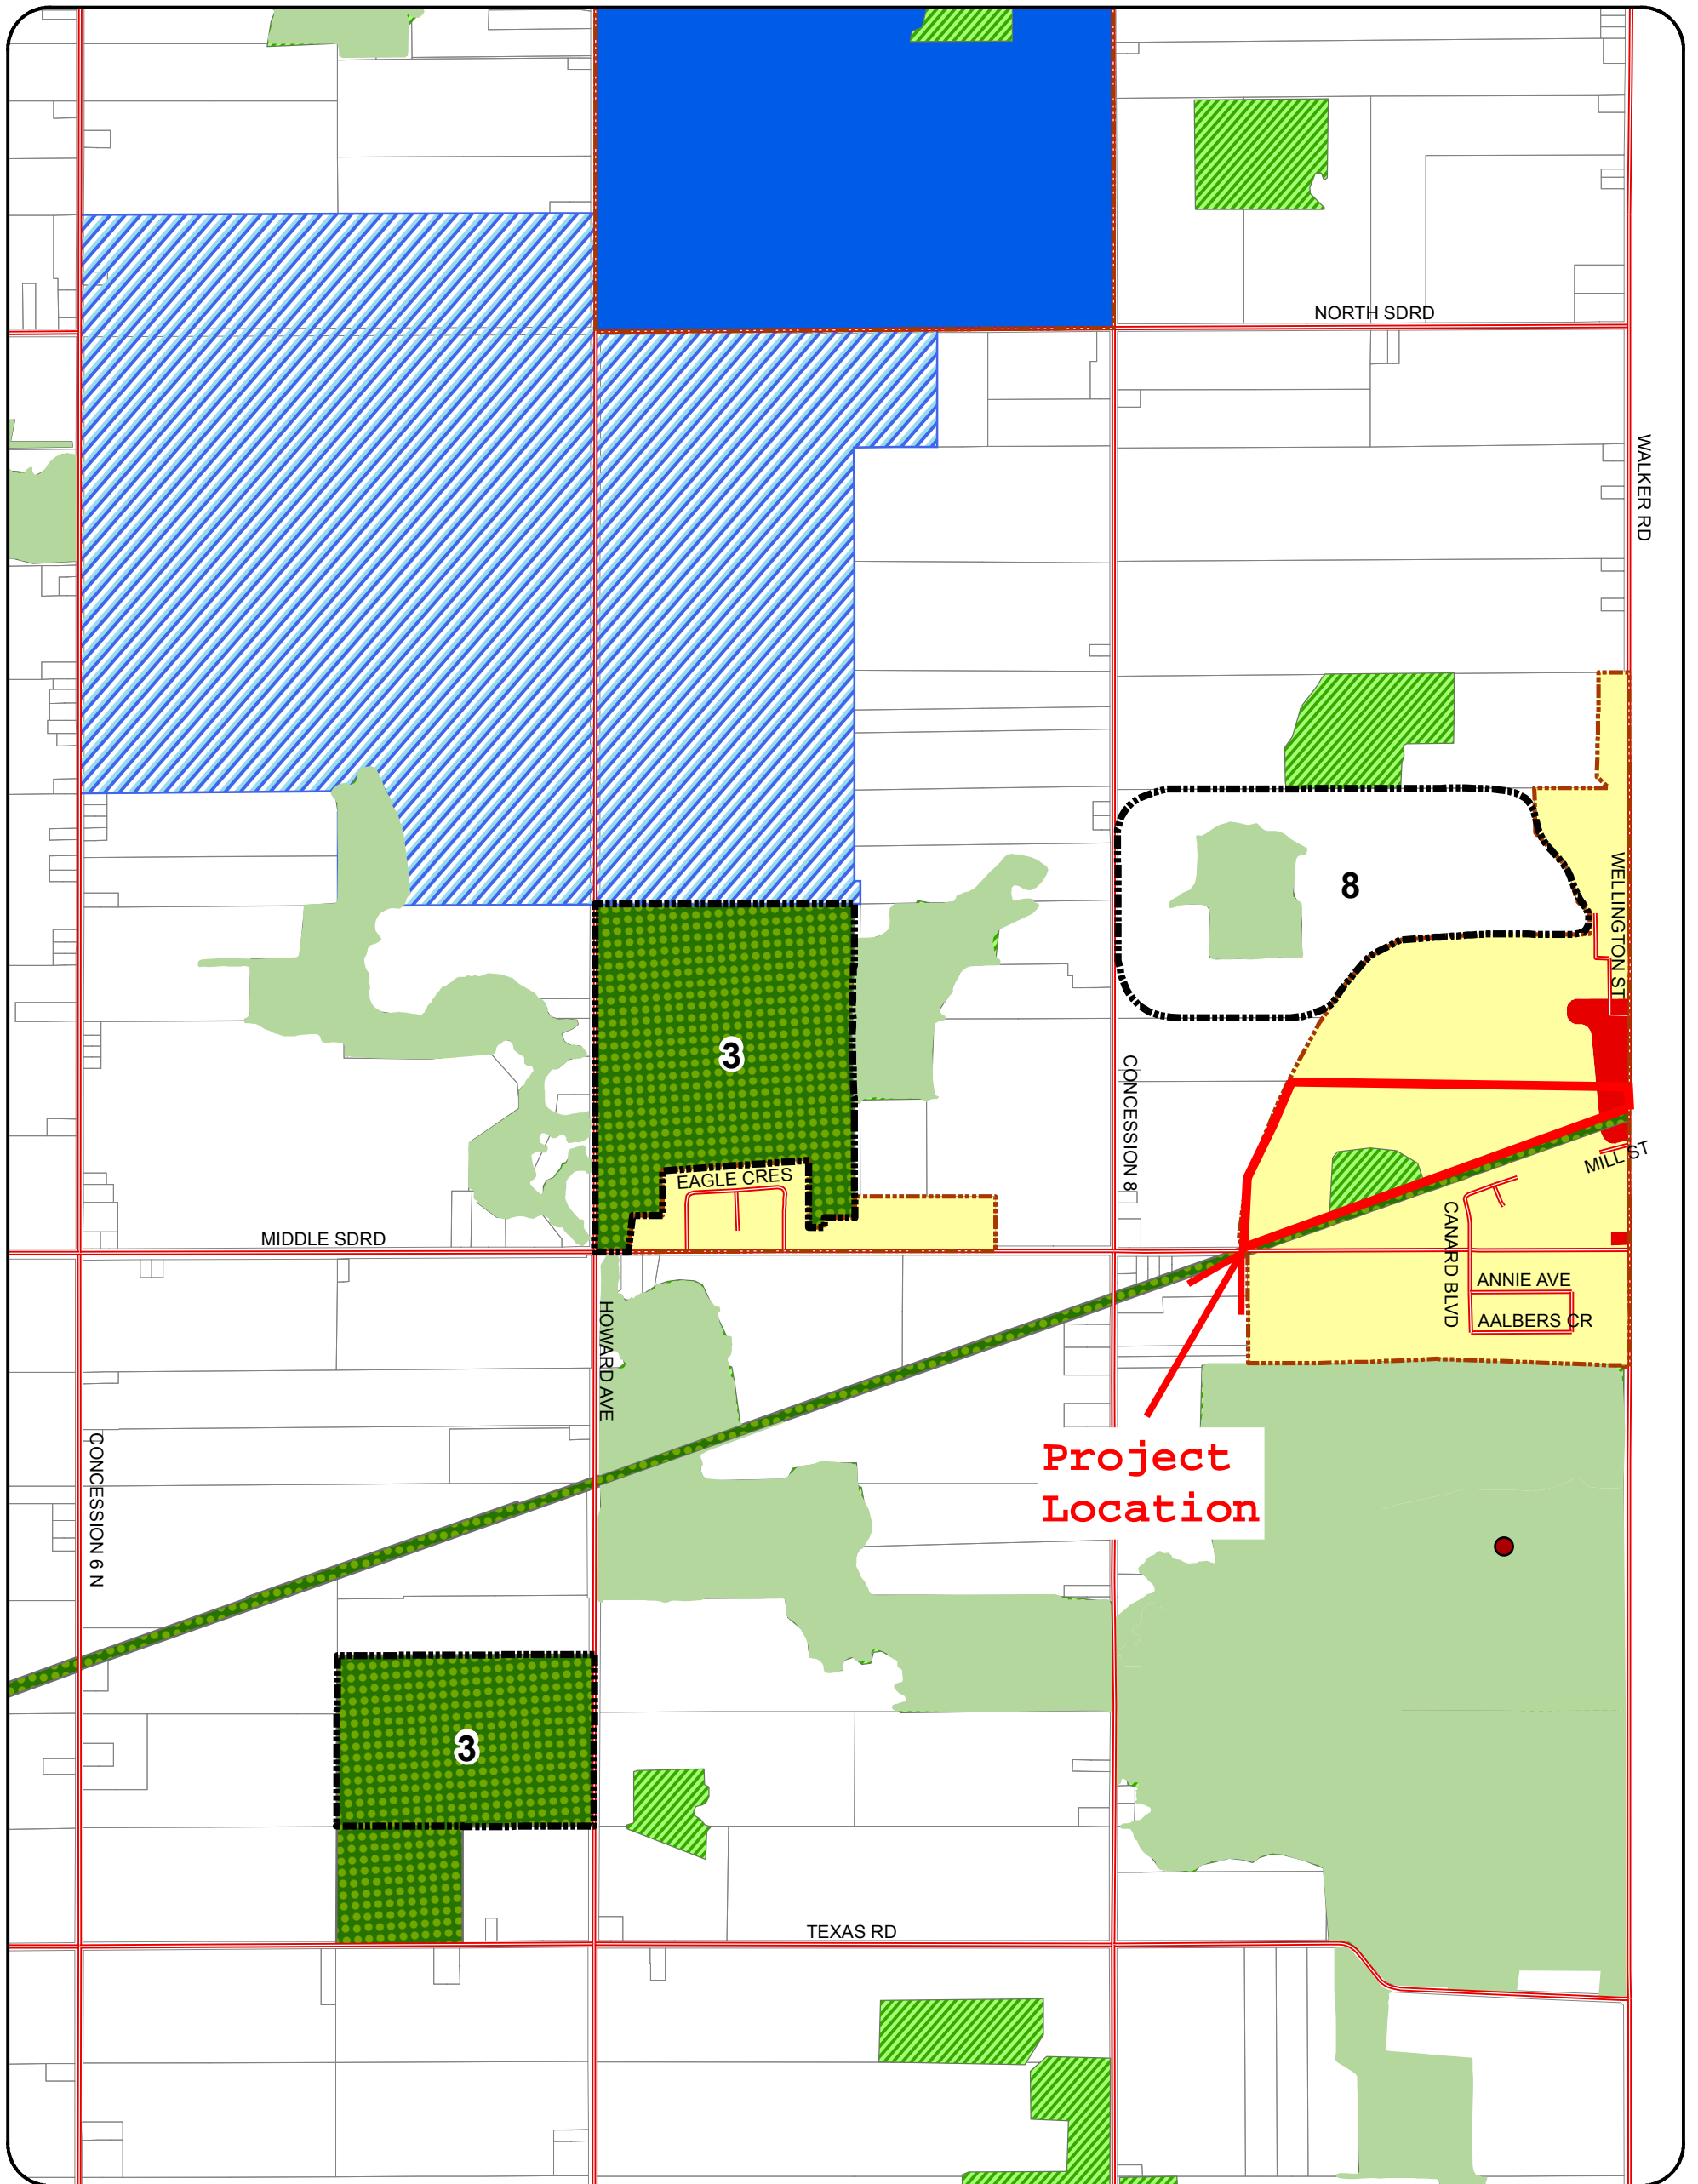 NORTH SDRD
WALKER RD
WELLINGTON ST
8
3
CONCESSION 8
MILL ST
EAGLE CRES
MIDDLE SDRD
CANARD BLVD
ANNIE AVE
AALBERS CR
HOWARD AVE
Project
Location
CONCESSION 6 N
3
TEXAS RD